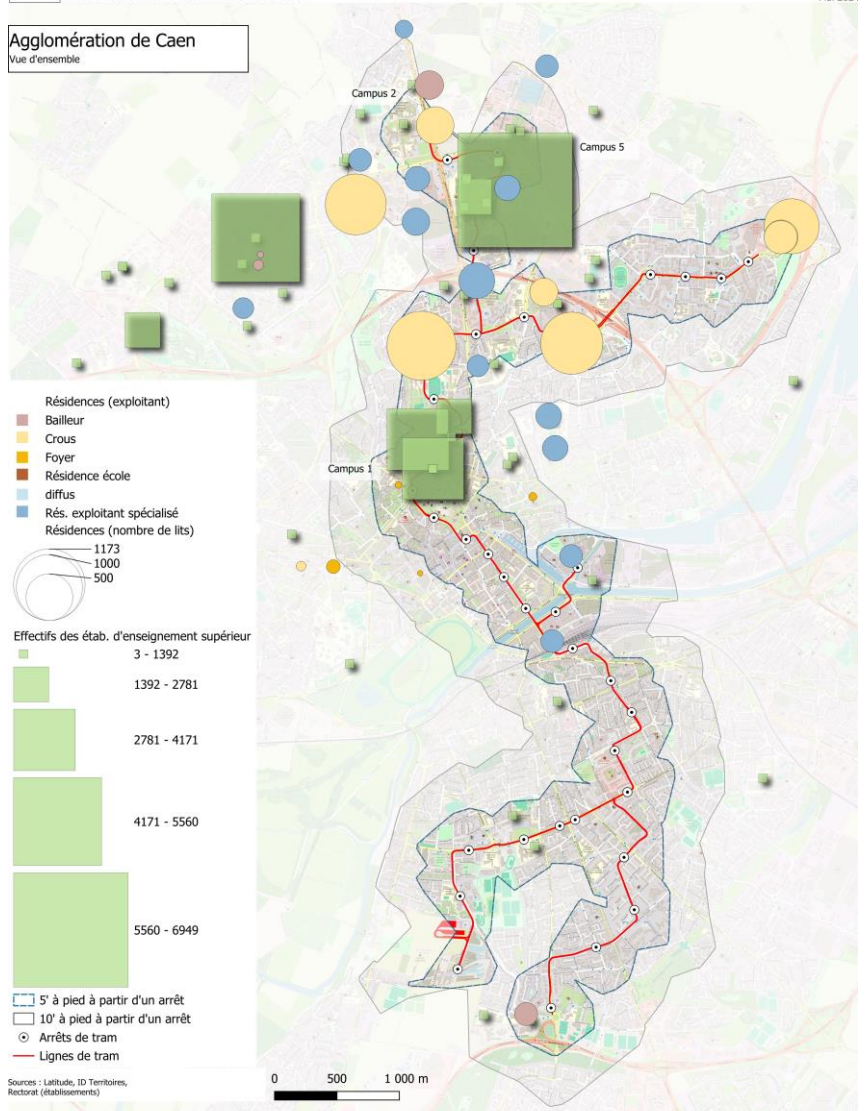 Agglomération de Caen
Vue d'ensemble
Campus 2
Campus 5
Campus 1
Résidences (exploitant)
Bailleur
Crous
Foyer
Résidence école
diffus
Rés. exploitant spécialisé
Résidences (nombre de lits)
1173
1000
500
Effectifs des étab. d'enseignement supérieur
3 - 1392
1392 - 2781
2781 - 4171
4171 - 5560
5560 - 6949
5' à pied à partir d'un arrêt
10' à pied à partir d'un arrêt
Arrêts de tram
Lignes de tram
Sources : Latitude, ID Territoires,
Rectorat (établissements)
0 500 1 000 m